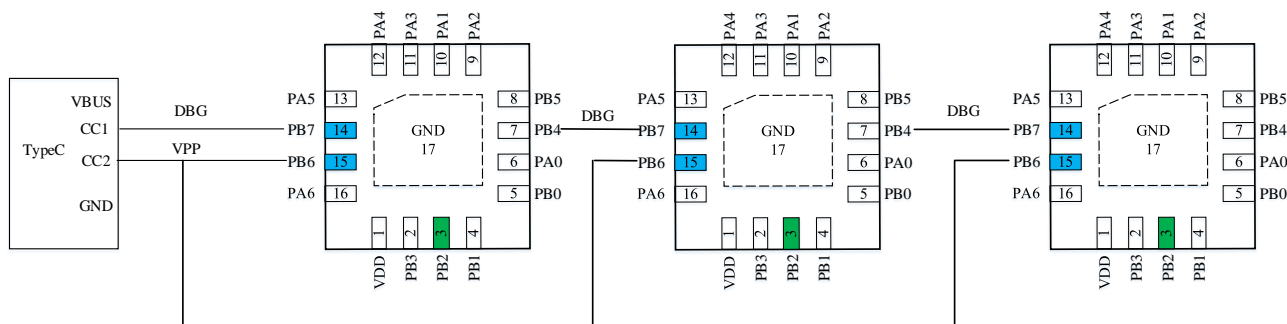 PA4 PA3 PA1 PA2
12 11 10 9
VBUS
CC1
TypeC
CC2
GND
DBG
VPP
PA5 13
PB7 14
PB6 15
PA6 16
GND
17
8 PB5
7 PB4
6 PA0
5 PB0
1 2 3 4
VDD PB3 PB2 PB1
DBG
PA4 PA3 PA1 PA2
12 11 10 9
PA5 13
PB7 14
PB6 15
PA6 16
GND
17
8 PB5
7 PB4
6 PA0
5 PB0
1 2 3 4
VDD PB3 PB2 PB1
DBG
PA4 PA3 PA1 PA2
12 11 10 9
PA5 13
PB7 14
PB6 15
PA6 16
GND
17
8 PB5
7 PB4
6 PA0
5 PB0
1 2 3 4
VDD PB3 PB2 PB1